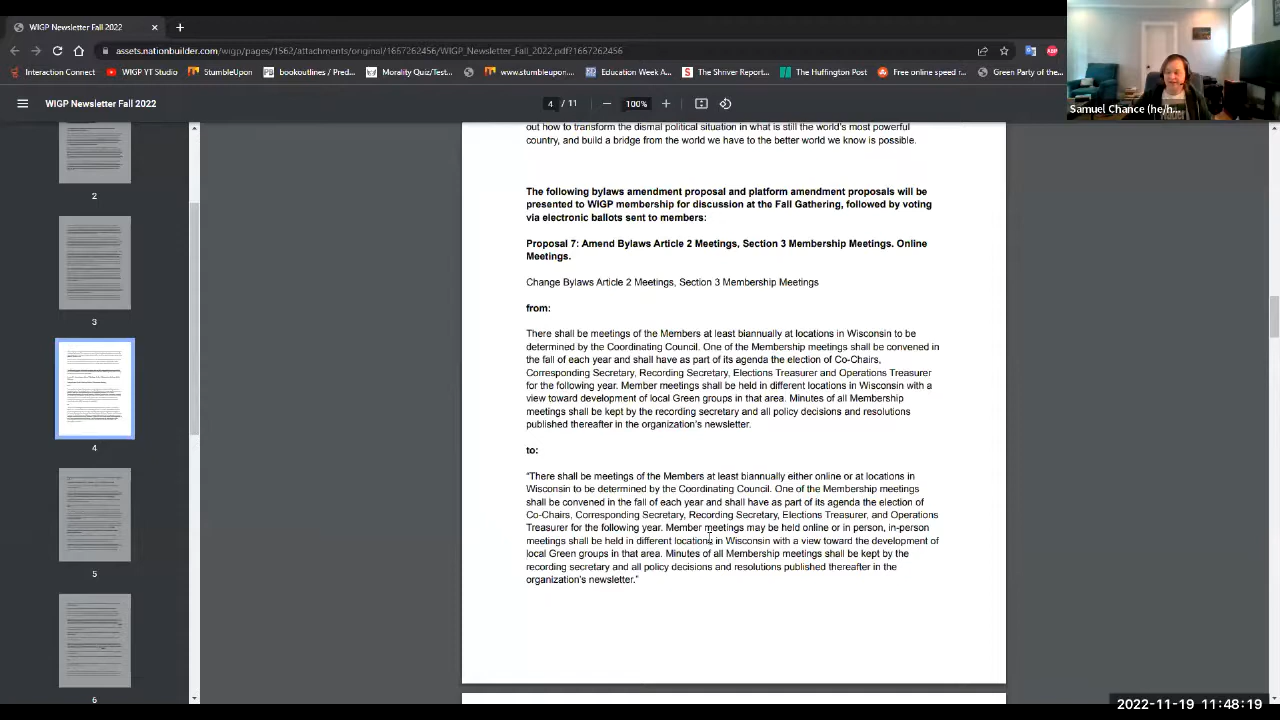 WIGP Newsletter Fall 2022
assets.nationbuilder.com/wigp/pages/1562/attachments/original/1667262456/WIGP_Newsletter_Fall_2022.pdf?1667262456
Interaction Connect
WIGP YT Studio
StumbleUpon
bookoutlines / Pred...
Morality Quiz/Test...
www.stumbleupon....
Education Week A...
The Shriver Report...
The Huffington Post
Free online speed r...
Green Party of the
Samuel Chance (he/h...
WIGP Newsletter Fall 2022
4 / 11
100%
out how to transform the dismal political situation in what is still the world's most powerful
country, and build a bridge from the world we have to the better world we know is possible.
The following bylaws amendment proposal and platform amendment proposals will be
presented to WIGP membership for discussion at the Fall Gathering, followed by voting
via electronic ballots sent to members:
Proposal 7: Amend Bylaws Article 2 Meetings, Section 3 Membership Meetings. Online
Meetings.
Change Bylaws Article 2 Meetings, Section 3 Membership Meetings
from:
There shall be meetings of the Members at least biannually at locations in Wisconsin to be
determined by the Coordinating Council. One of the Membership meetings shall be convened in
the fall of each year and shall have as part of its agenda the election of Co-Chairs,
Corresponding Secretary, Recording Secretary, Elections Treasurer and Operations Treasurer
for the following year. Member meetings shall be held in different locations in Wisconsin with a
view toward development of local Green groups in that area. Minutes of all Membership
meetings shall be kept by the recording secretary and all policy decisions and resolutions
published thereafter in the organization's newsletter.
to:
"There shall be meetings of the Members at least biannually either online or at locations in
Wisconsin to be determined by the Coordinating Council. One of the Membership meetings
shall be convened in the fall of each year and shall have as part of its agenda the election of
Co-Chairs, Corresponding Secretary, Recording Secretary, Elections Treasurer, and Operations
Treasurer for the following year. Member meetings may be held online or in person, in-person
meetings shall be held in different locations in Wisconsin with a view toward the development of
local Green groups in that area. Minutes of all Membership meetings shall be kept by the
recording secretary and all policy decisions and resolutions published thereafter in the
organization's newsletter."
2
3
4
5
6
2022-11-19 11:48:19